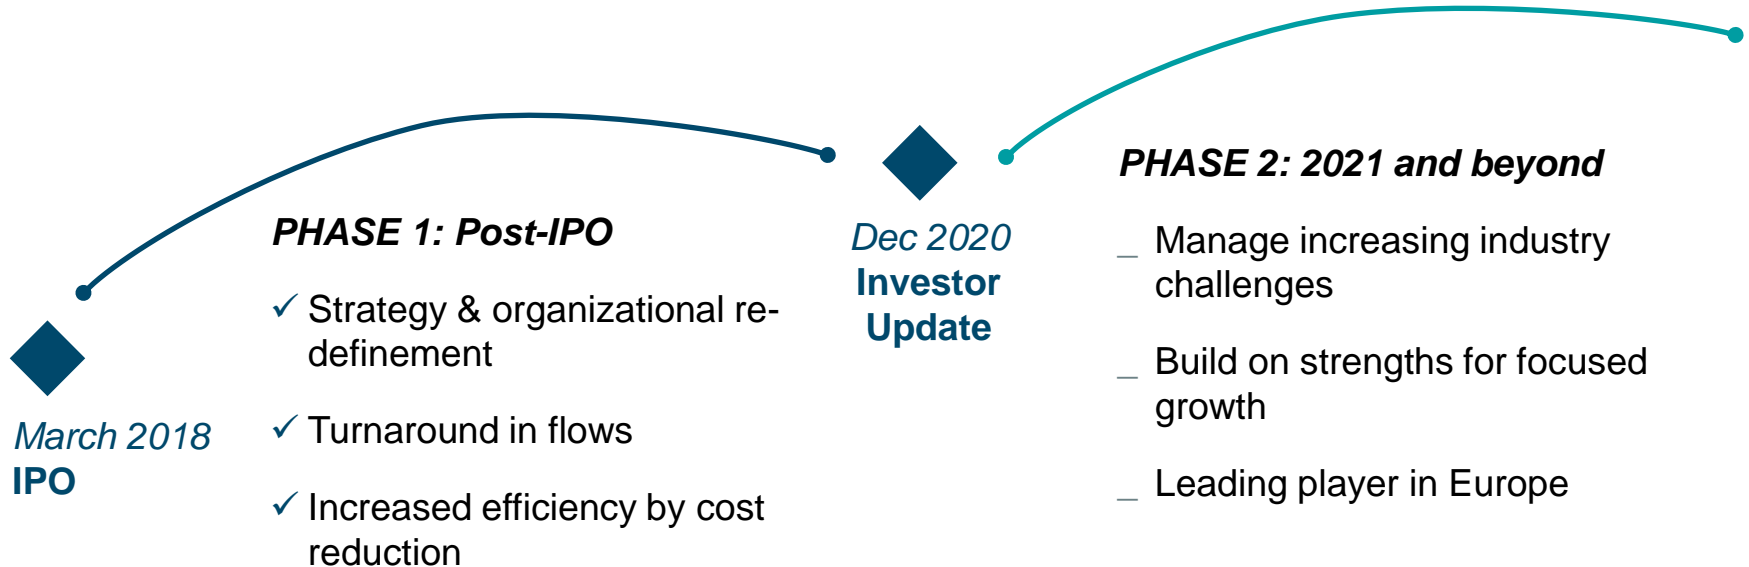 March 2018
IPO
PHASE 1: Post-IPO
✓ Strategy & organizational re-
definement
✓ Turnaround in flows
✓ Increased efficiency by cost
reduction
Dec 2020
Investor
Update
PHASE 2: 2021 and beyond
_ Manage increasing industry
challenges
_ Build on strengths for focused
growth
_ Leading player in Europe